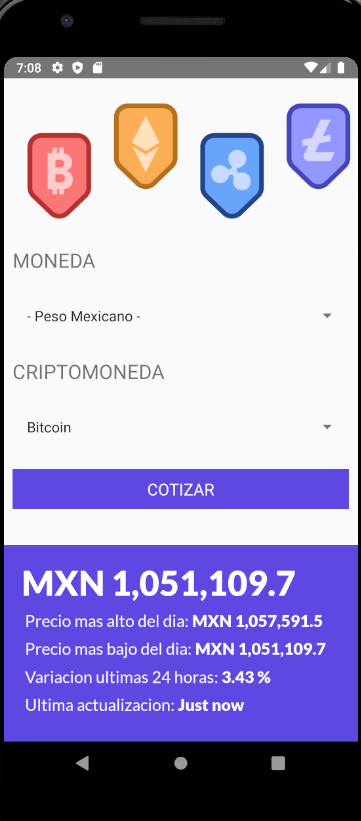 7:08
MONEDA
- Peso Mexicano -
CRIPTOMONEDA
Bitcoin
COTIZAR
MXN 1,051,109.7
Precio mas alto del dia: MXN 1,057,591.5
Precio mas bajo del dia: MXN 1,051,109.7
Variacion ultimas 24 horas: 3.43 %
Ultima actualizacion: Just now